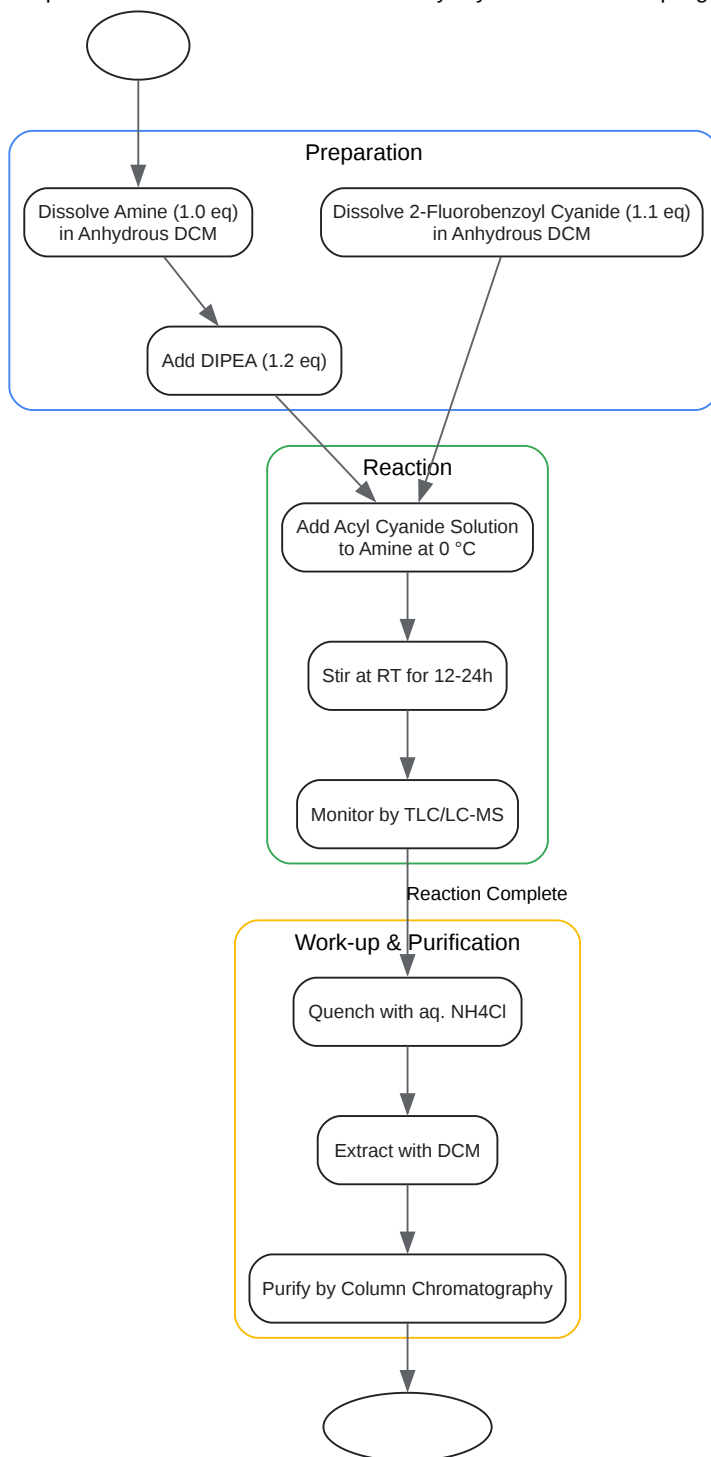 Preparation
Dissolve Amine (1.0 eq)
in Anhydrous DCM
Dissolve 2-Fluorobenzoyl Cyanide (1.1 eq)
in Anhydrous DCM
Add DIPEA (1.2 eq)
Reaction
Add Acyl Cyanide Solution
to Amine at 0 °C
Stir at RT for 12-24h
Monitor by TLC/LC-MS
Reaction Complete
Work-up & Purification
Quench with aq. NH4Cl
Extract with DCM
Purify by Column Chromatography